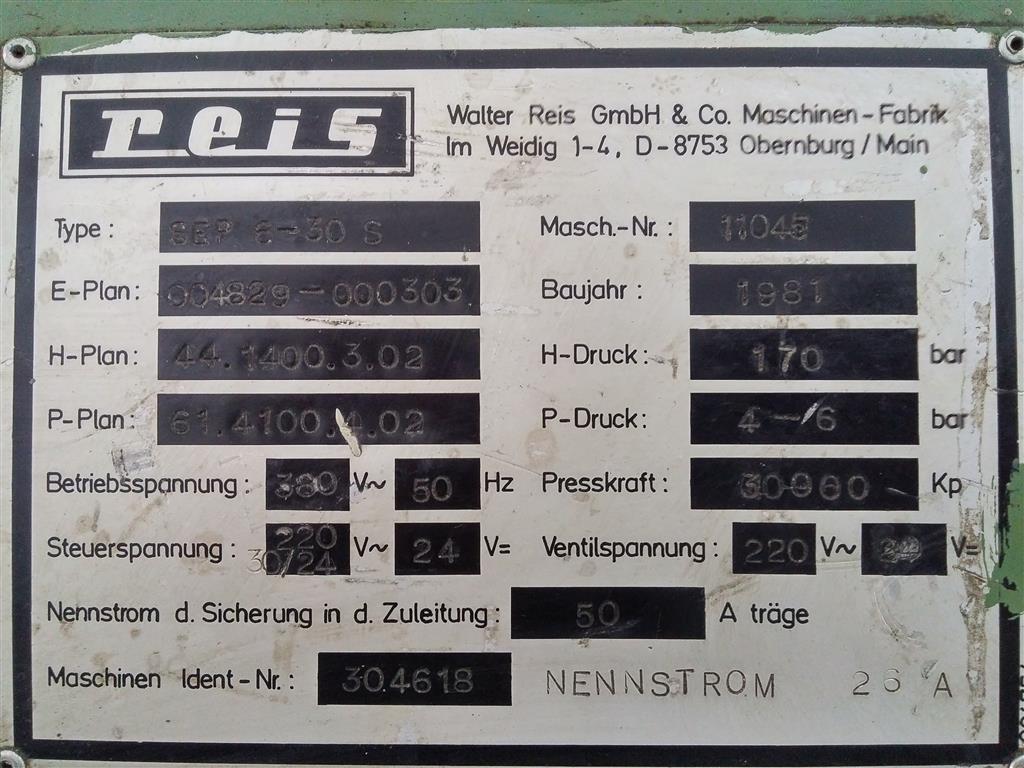 reis
Walter Reis GmbH & Co. Maschinen-Fabrik
Im Weidig 1-4, D-8753 Obernburg/Main
Type: SEP 6-30 S
Masch.-Nr.: 11045
E-Plan: 004829-000303
Baujahr: 1981
H-Plan: 44.1400.3.02
H-Druck: 170 bar
P-Plan: 61.4100.4.02
P-Druck: 4-6 bar
Betriebsspannung: 380 V~ 50 Hz
Presskraft: Kp
Steuerspannung: 220 30/24 V~ 24 V=
Ventilspannung: 220 V~ V=
Nennstrom d. Sicherung in d. Zuleitung: 50 A träge
Maschinen Ident-Nr.: 304618
NENNSTROM 26 A